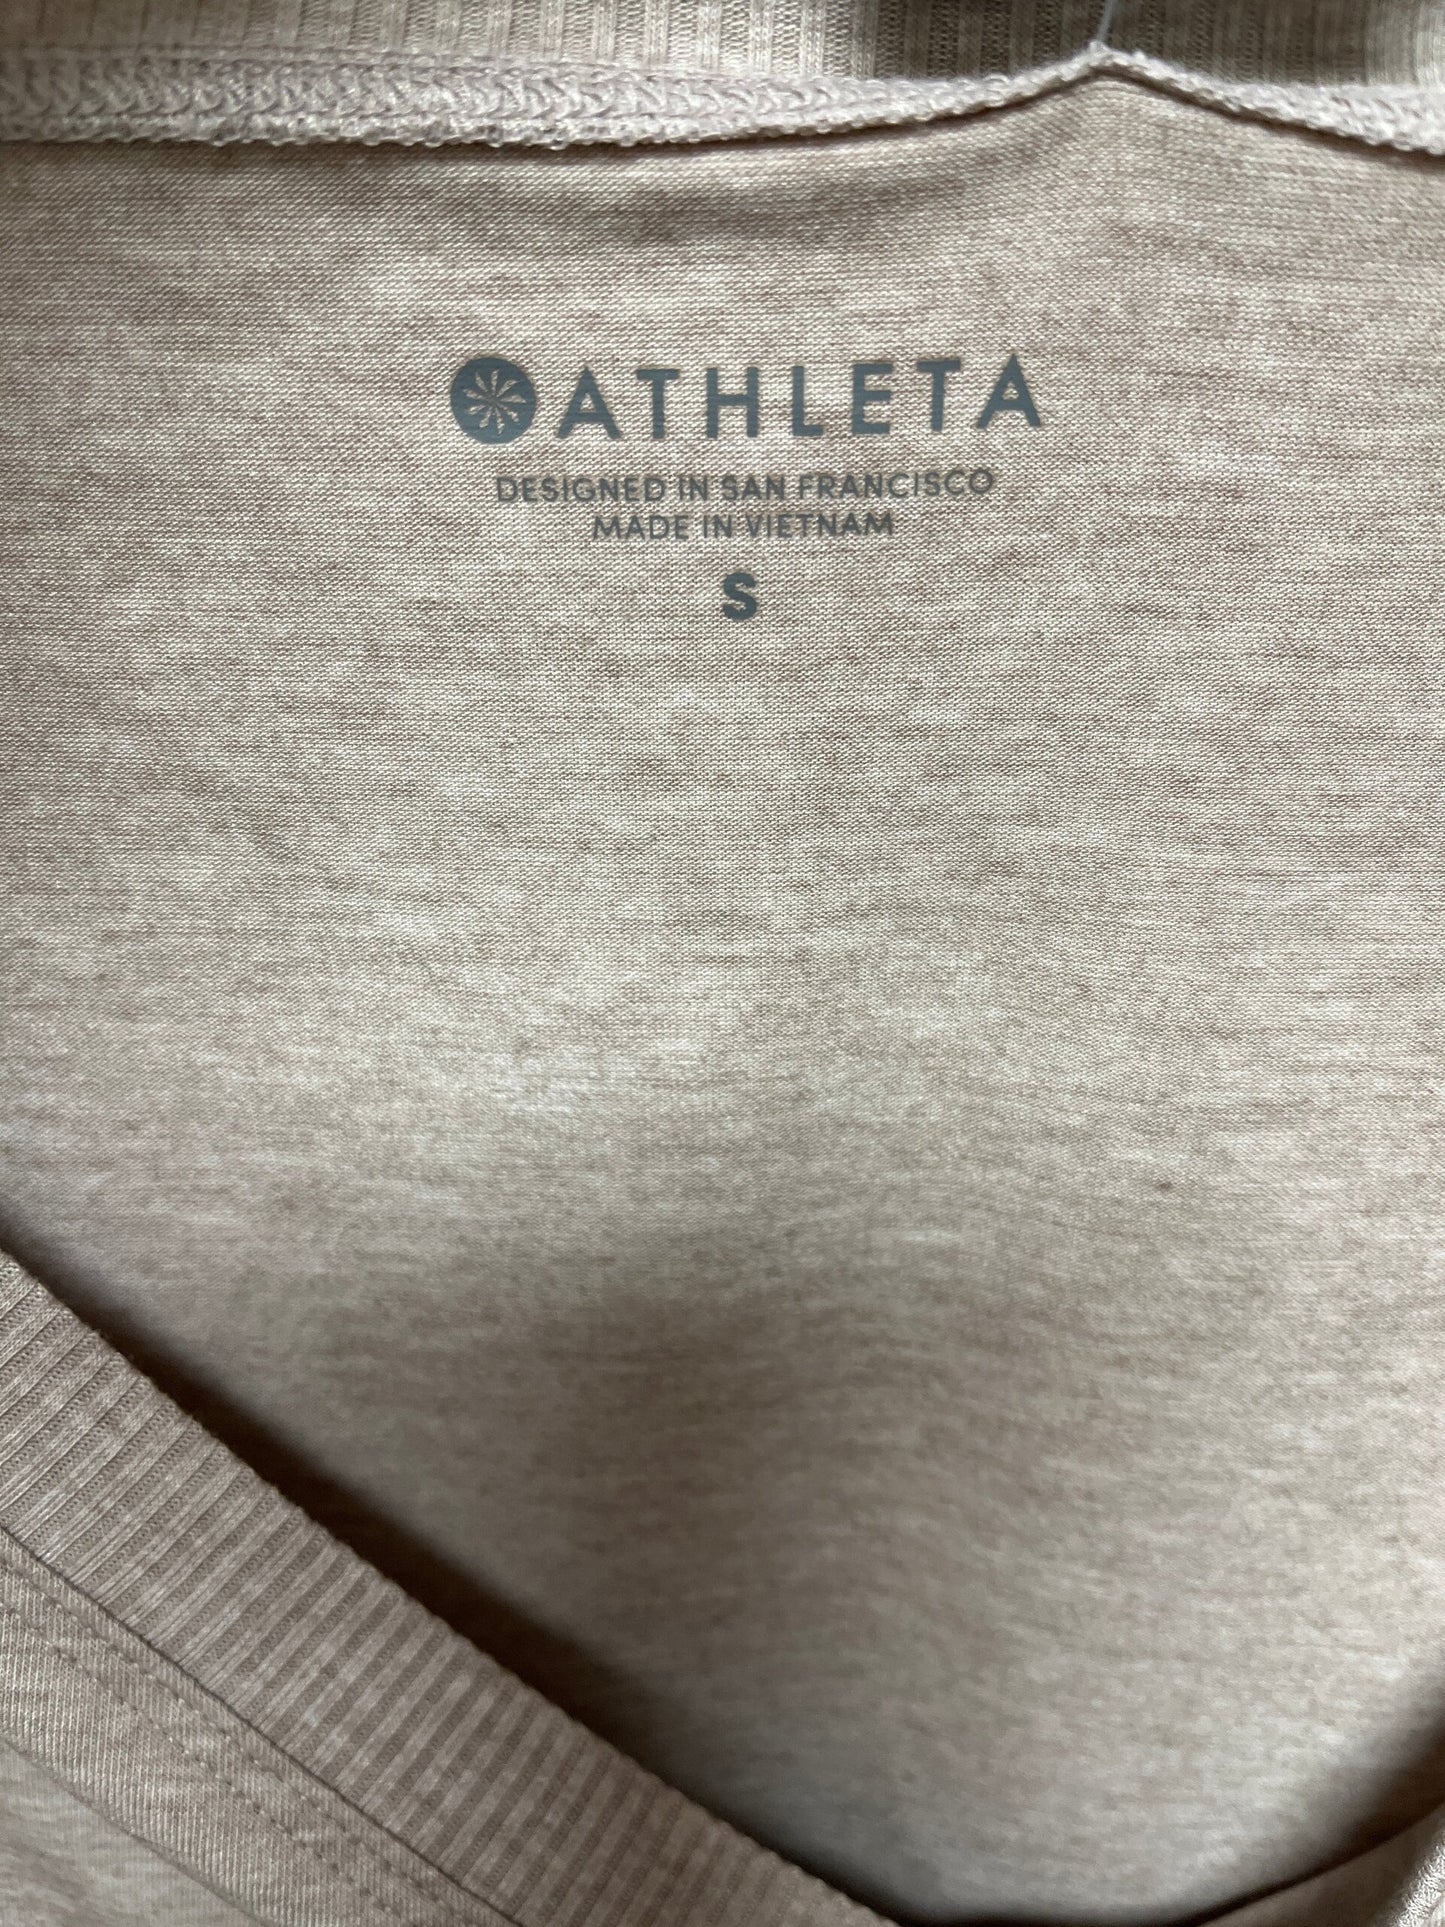 ATHLETA
DESIGNED IN SAN FRANCISCO
MADE IN VIETNAM
S